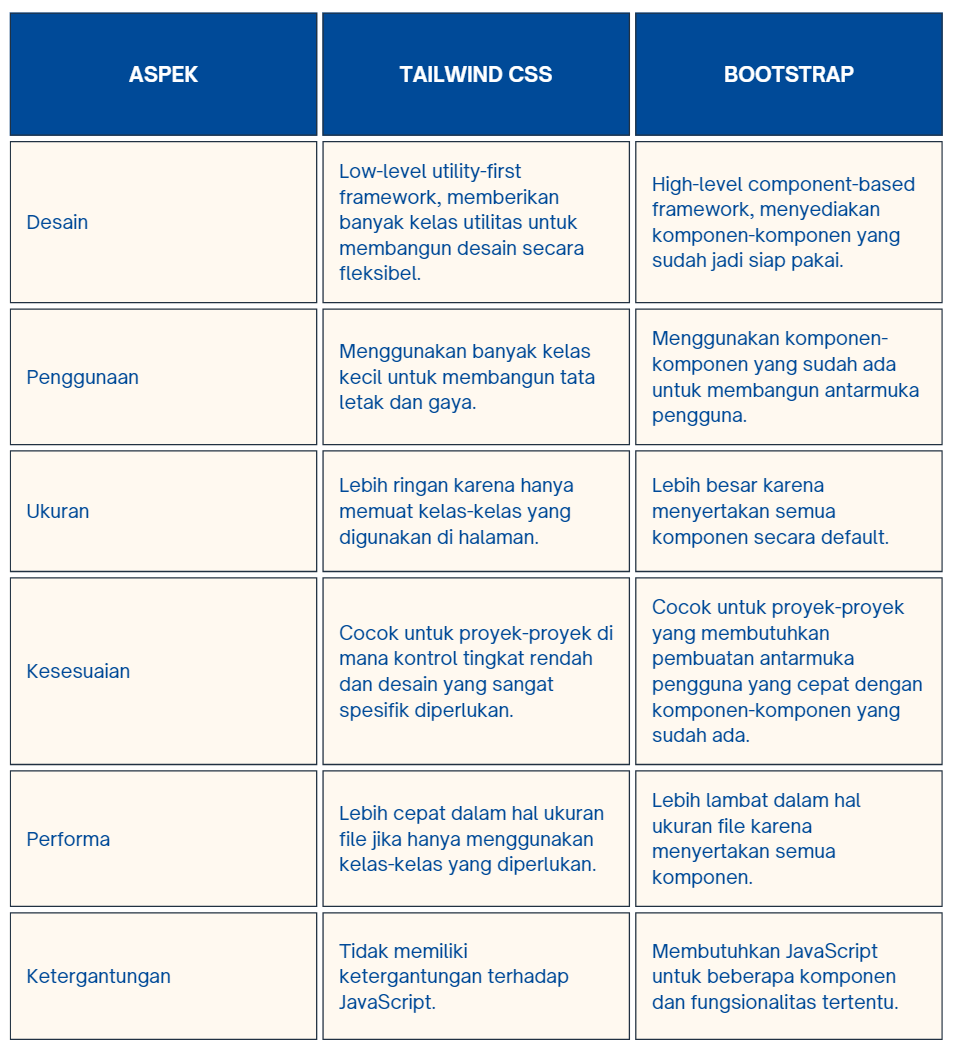 ASPEK
TAILWIND CSS
BOOTSTRAP
Desain
Low-level utility-first
framework, memberikan
banyak kelas utilitas untuk
membangun desain secara
fleksibel.
High-level component-based
framework, menyediakan
komponen-komponen yang
sudah jadi siap pakai.
Penggunaan
Menggunakan banyak kelas
kecil untuk membangun tata
letak dan gaya.
Menggunakan komponen-
komponen yang sudah ada
untuk membangun antarmuka
pengguna.
Ukuran
Lebih ringan karena hanya
memuat kelas-kelas yang
digunakan di halaman.
Lebih besar karena
menyertakan semua
komponen secara default.
Kesesuaian
Cocok untuk proyek-proyek di
mana kontrol tingkat rendah
dan desain yang sangat
spesifik diperlukan.
Cocok untuk proyek-proyek
yang membutuhkan
pembuatan antarmuka
pengguna yang cepat dengan
komponen-komponen yang
sudah ada.
Performa
Lebih cepat dalam hal ukuran
file jika hanya menggunakan
kelas-kelas yang diperlukan.
Lebih lambat dalam hal
ukuran file karena
menyertakan semua
komponen.
Ketergantungan
Tidak memiliki
ketergantungan terhadap
JavaScript.
Membutuhkan JavaScript
untuk beberapa komponen
dan fungsionalitas tertentu.